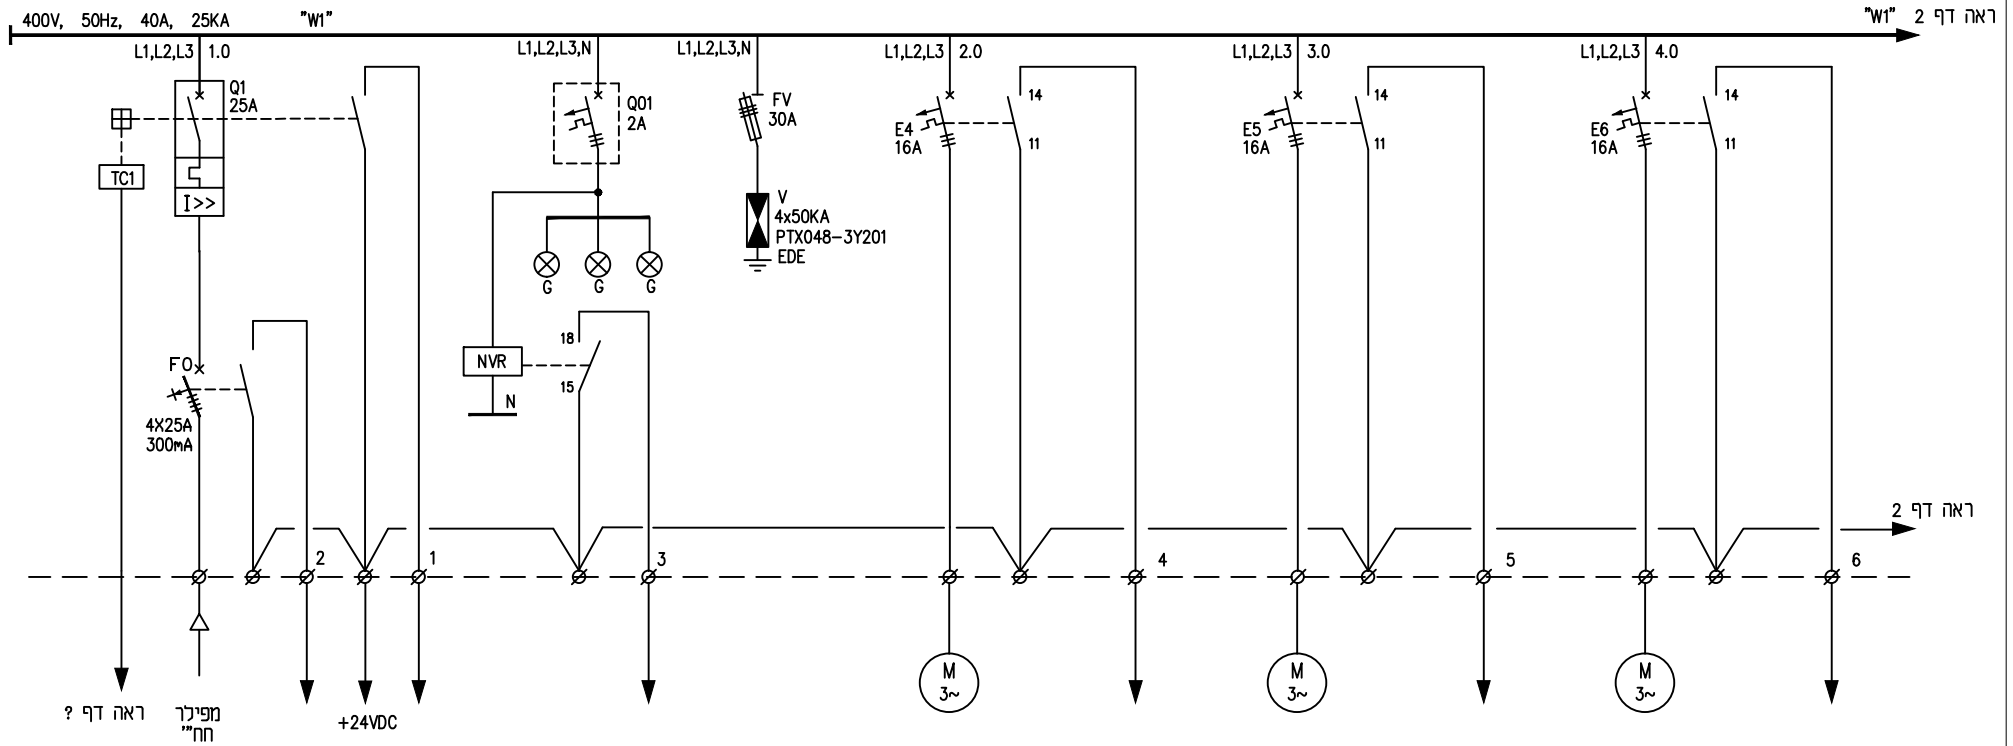 400V, 50Hz, 40A, 25KA "W1"
"W1" ראה דף 2
L1,L2,L3 1.0
L1,L2,L3,N
L1,L2,L3,N
L1,L2,L3 2.0
L1,L2,L3 3.0
L1,L2,L3 4.0
Q1
25A
TC1
I>>
Q01
2A
FV
30A
V
4x50KA
PTX048-3Y201
EDE
G G G
E4
16A
14
11
E5
16A
14
11
E6
16A
14
11
NVR
N
18
15
F0
4X25A
300mA
ראה דף 2
2
1
3
4
5
6
M
3~
M
3~
M
3~
ראה דף ?
מפילר
חח"י
+24VDC